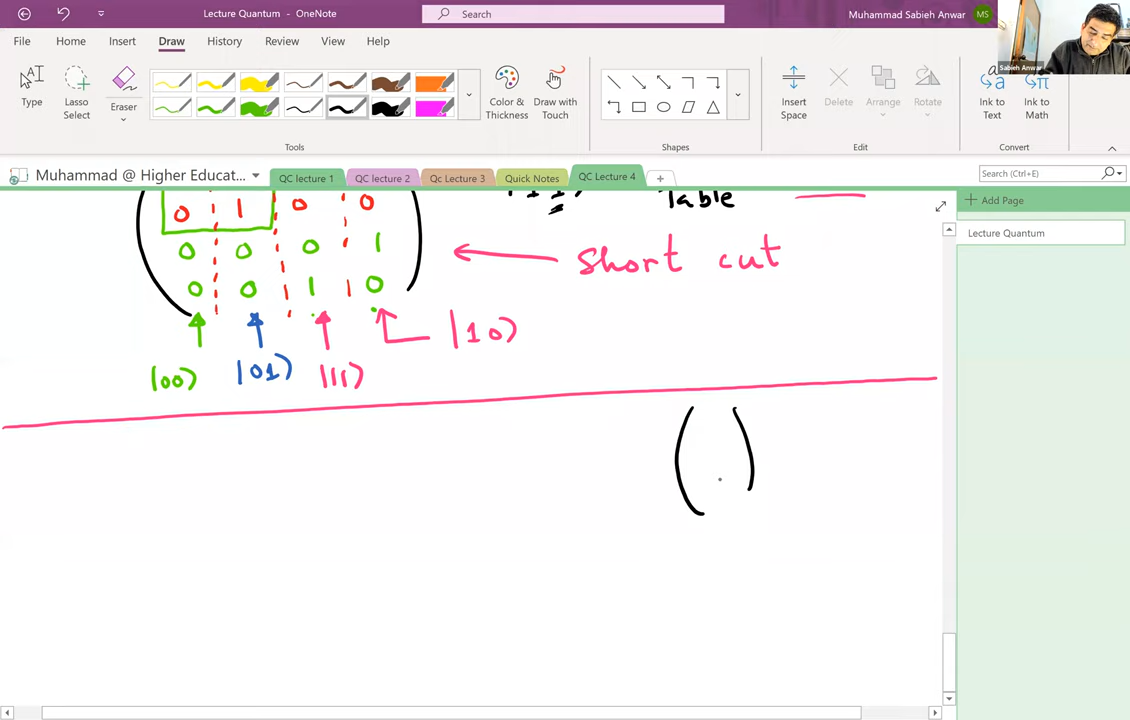 Lecture Quantum - OneNote
Search
Muhammad Sabieh Anwar
MS
Sabieh Anwar
File Home Insert Draw History Review View Help
Type
Lasso Select
Eraser
Color & Thickness
Draw with Touch
Insert Space
Delete
Arrange
Rotate
Ink to Text
Ink to Math
Tools
Shapes
Edit
Convert
Muhammad @ Higher Educat...
QC lecture 1
QC lecture 2
Qc Lecture 3
Quick Notes
QC Lecture 4
Search (Ctrl+E)
Add Page
Lecture Quantum
Table
0 1 0 0
0 0 0 1
short cut
0 0 1 0
|10⟩
|00⟩ |01⟩ |11⟩